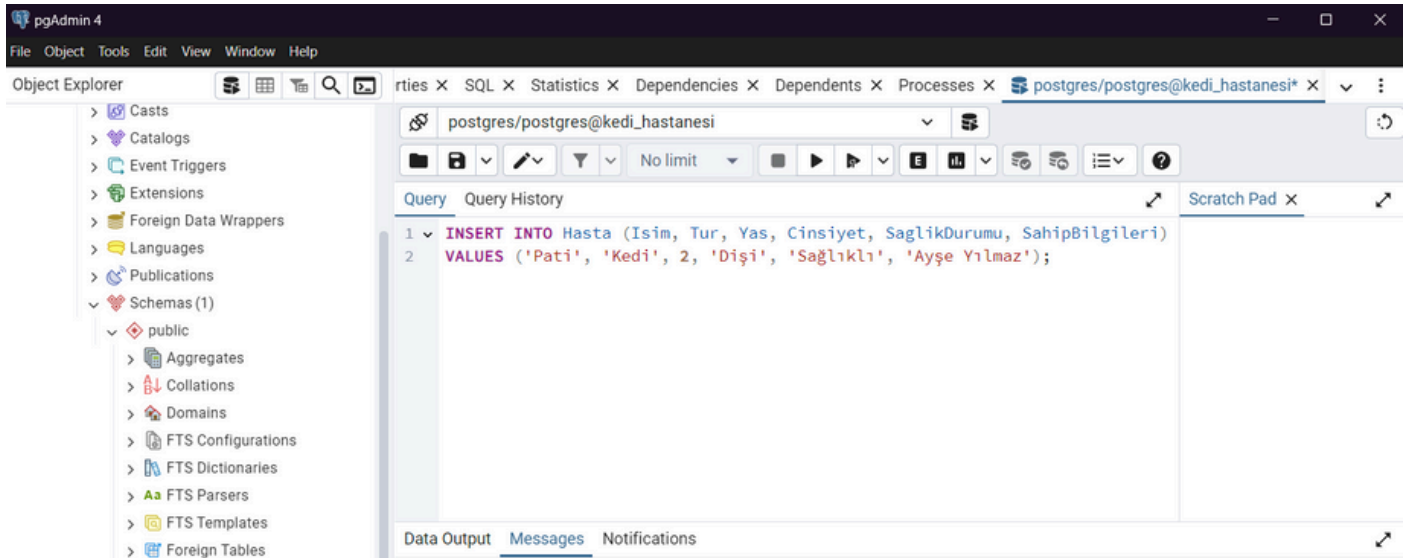 pgAdmin 4
File Object Tools Edit View Window Help
Object Explorer
rties SQL Statistics Dependencies Dependents Processes postgres/postgres@kedi_hastanesi*
Casts
Catalogs
Event Triggers
Extensions
Foreign Data Wrappers
Languages
Publications
Schemas (1)
public
Aggregates
Collations
Domains
FTS Configurations
FTS Dictionaries
Aa FTS Parsers
FTS Templates
Foreign Tables
postgres/postgres@kedi_hastanesi
No limit
E
Query Query History
Scratch Pad
1 INSERT INTO Hasta (Isim, Tur, Yas, Cinsiyet, SaglikDurumu, SahipBilgileri)
2 VALUES ('Pati', 'Kedi', 2, 'Dişi', 'Sağlıklı', 'Ayşe Yılmaz');
Data Output Messages Notifications